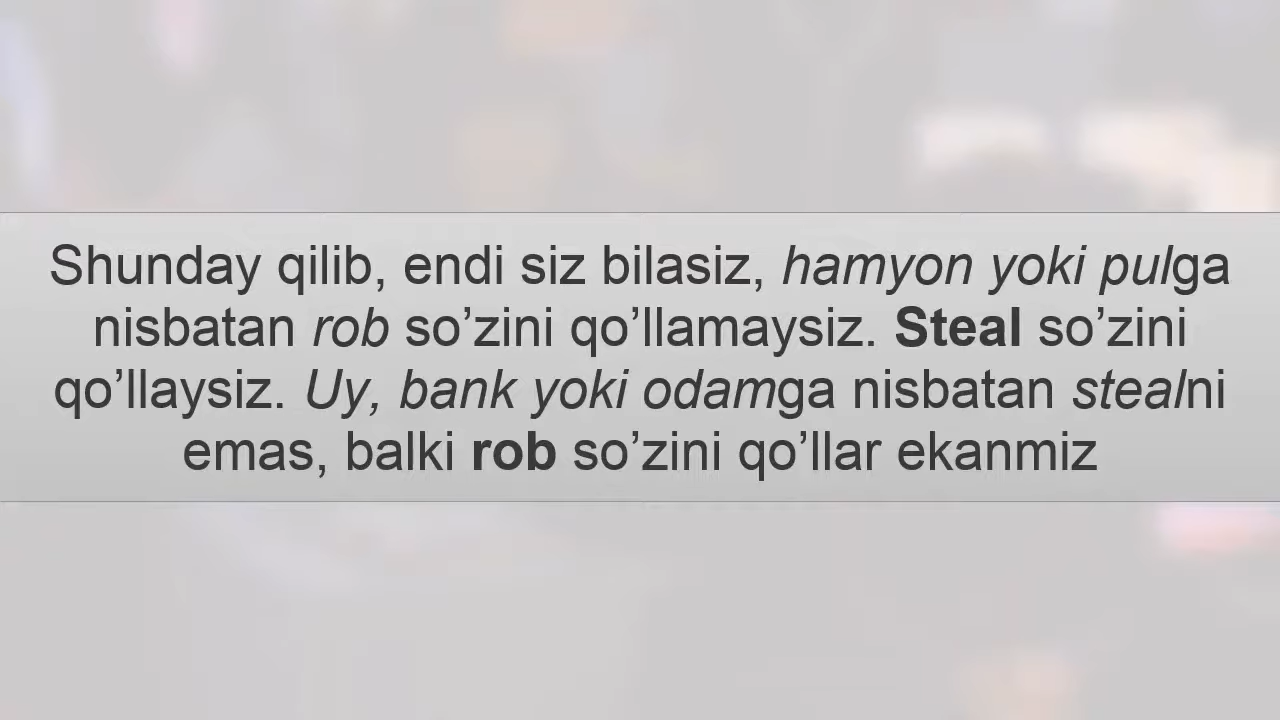 Shunday qilib, endi siz bilasiz, hamyon yoki pulga
nisbatan rob so’zini qo’llamaysiz. Steal so’zini
qo’llaysiz. Uy, bank yoki odamga nisbatan stealni
emas, balki rob so’zini qo’llar ekanmiz